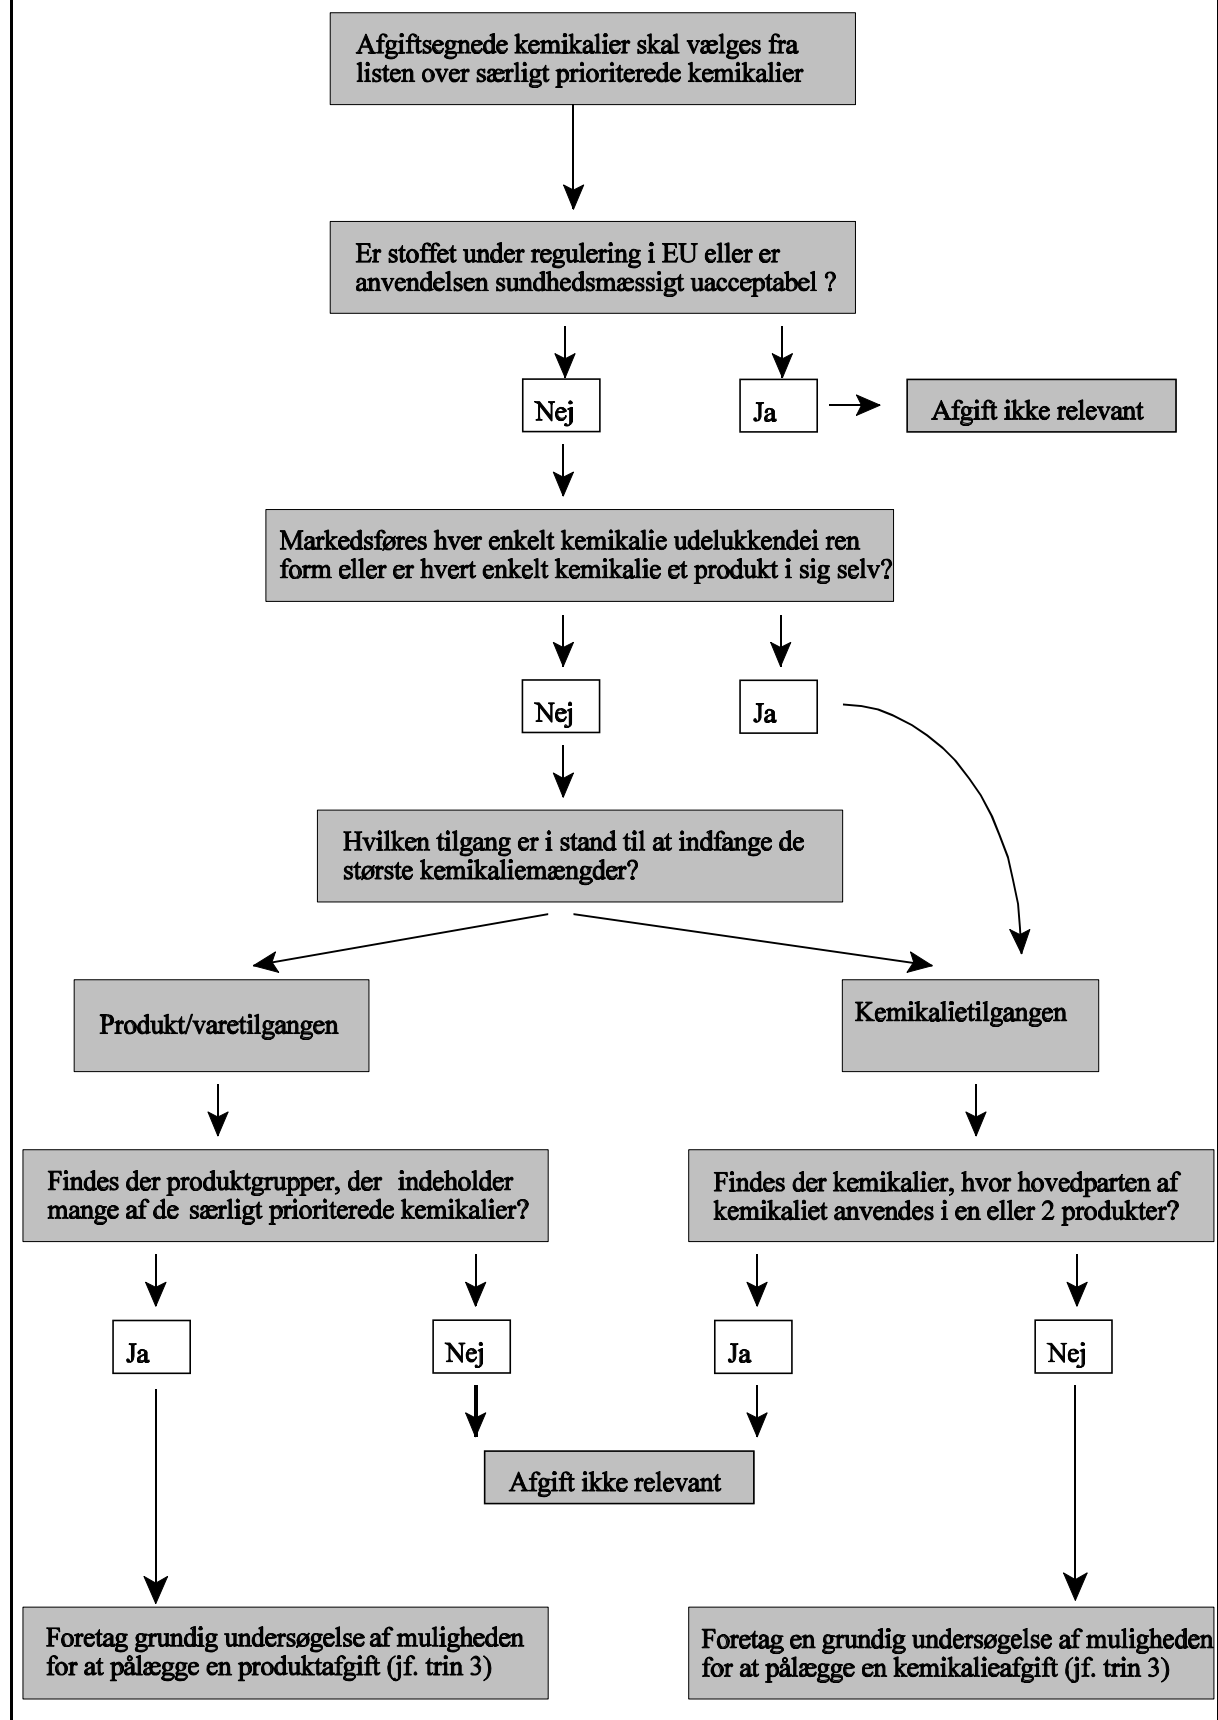 Afgiftsegnede kemikalier skal vælges fra
listen over særligt prioriterede kemikalier
Er stoffet under regulering i EU eller er
anvendelsen sundhedsmæssigt uacceptabel ?
Nej
Ja
Afgift ikke relevant
Markedsføres hver enkelt kemikalie udelukkendei ren
form eller er hvert enkelt kemikalie et produkt i sig selv?
Nej
Ja
Hvilken tilgang er i stand til at indfange de
største kemikaliemængder?
Produkt/varetilgangen
Kemikalietilgangen
Findes der produktgrupper, der indeholder
mange af de særligt prioriterede kemikalier?
Findes der kemikalier, hvor hovedparten af
kemikaliet anvendes i en eller 2 produkter?
Ja
Nej
Ja
Nej
Afgift ikke relevant
Foretag grundig undersøgelse af muligheden
for at pålægge en produktafgift (jf. trin 3)
Foretag en grundig undersøgelse af muligheden
for at pålægge en kemikalieafgift (jf. trin 3)